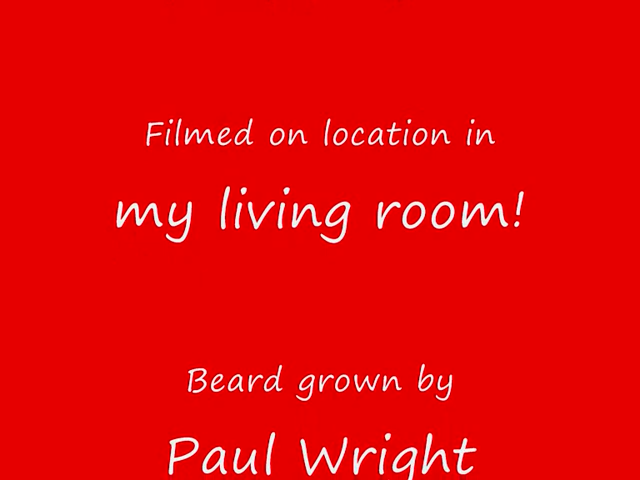 Filmed on location in
my living room!
Beard grown by
Paul Wright